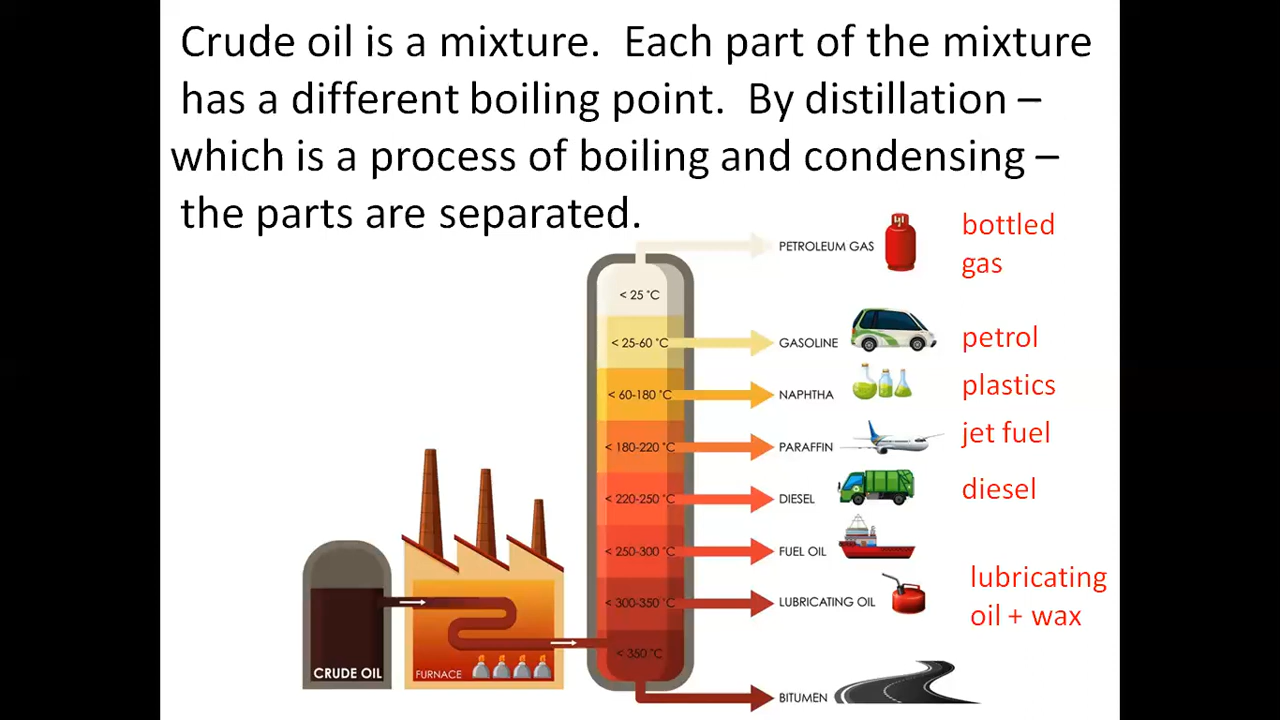 Crude oil is a mixture. Each part of the mixture
has a different boiling point. By distillation –
which is a process of boiling and condensing –
the parts are separated.
PETROLEUM GAS
bottled
gas
< 25 °C
< 25-60 °C
GASOLINE
petrol
< 60-180 °C
NAPHTHA
plastics
< 180-220 °C
PARAFFIN
jet fuel
< 220-250 °C
DIESEL
diesel
< 250-300 °C
FUEL OIL
< 300-350 °C
LUBRICATING OIL
lubricating
oil + wax
< 350 °C
CRUDE OIL
FURNACE
BITUMEN